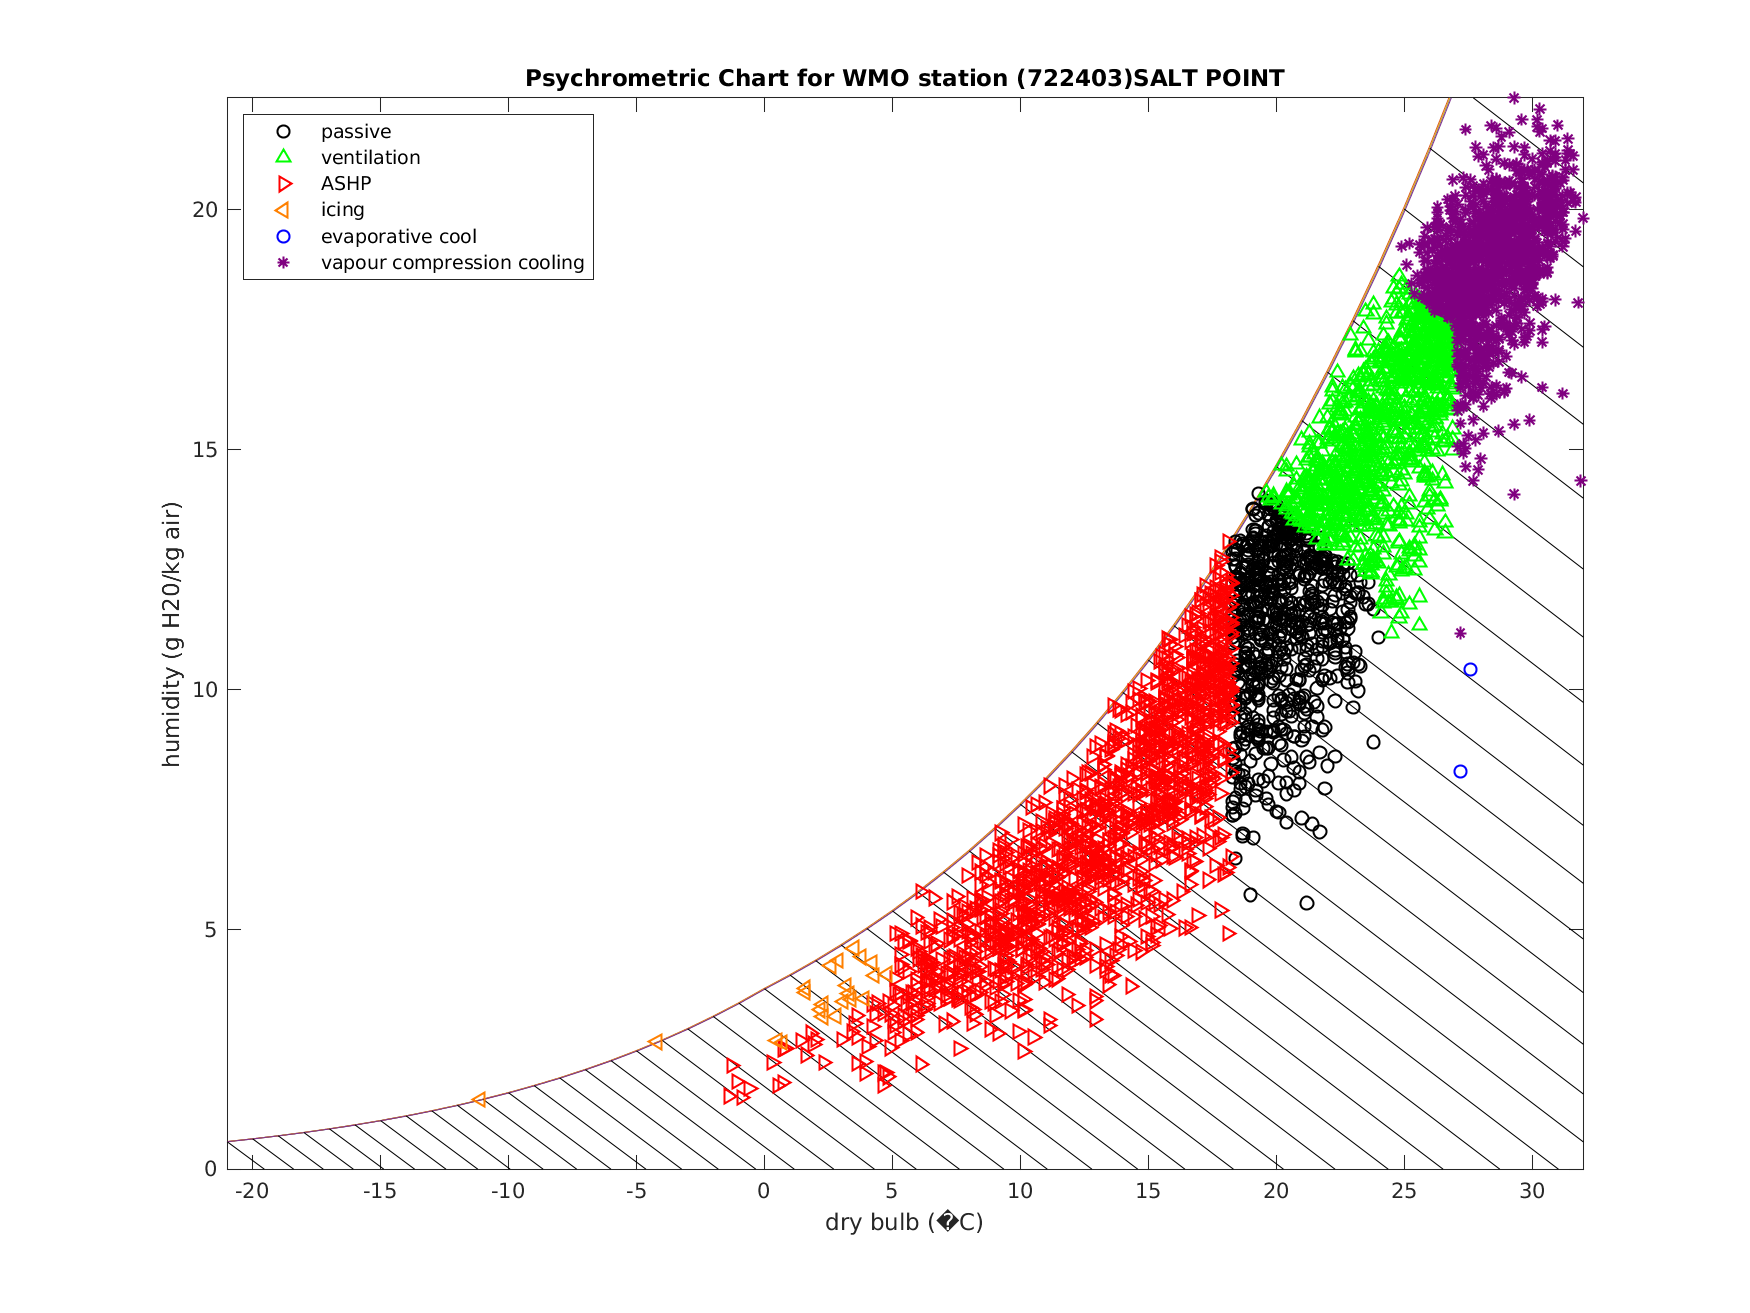 Psychrometric Chart for WMO station (722403)SALT POINT
passive
ventilation
ASHP
icing
evaporative cool
vapour compression cooling
humidity (g H20/kg air)
20
15
10
5
0
-20 -15 -10 -5 0 5 10 15 20 25 30
dry bulb (�C)